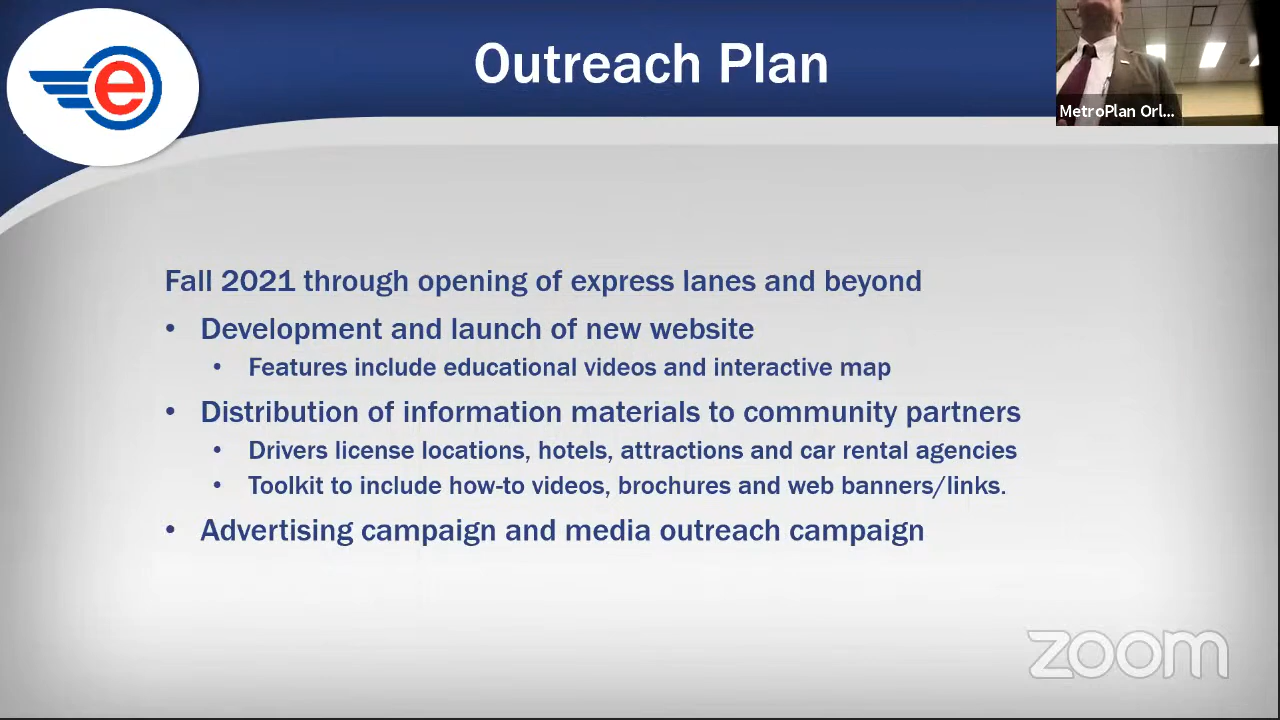 Outreach Plan
e
MetroPlan Orl...
Fall 2021 through opening of express lanes and beyond
• Development and launch of new website
• Features include educational videos and interactive map
• Distribution of information materials to community partners
• Drivers license locations, hotels, attractions and car rental agencies
• Toolkit to include how-to videos, brochures and web banners/links.
• Advertising campaign and media outreach campaign
zoom